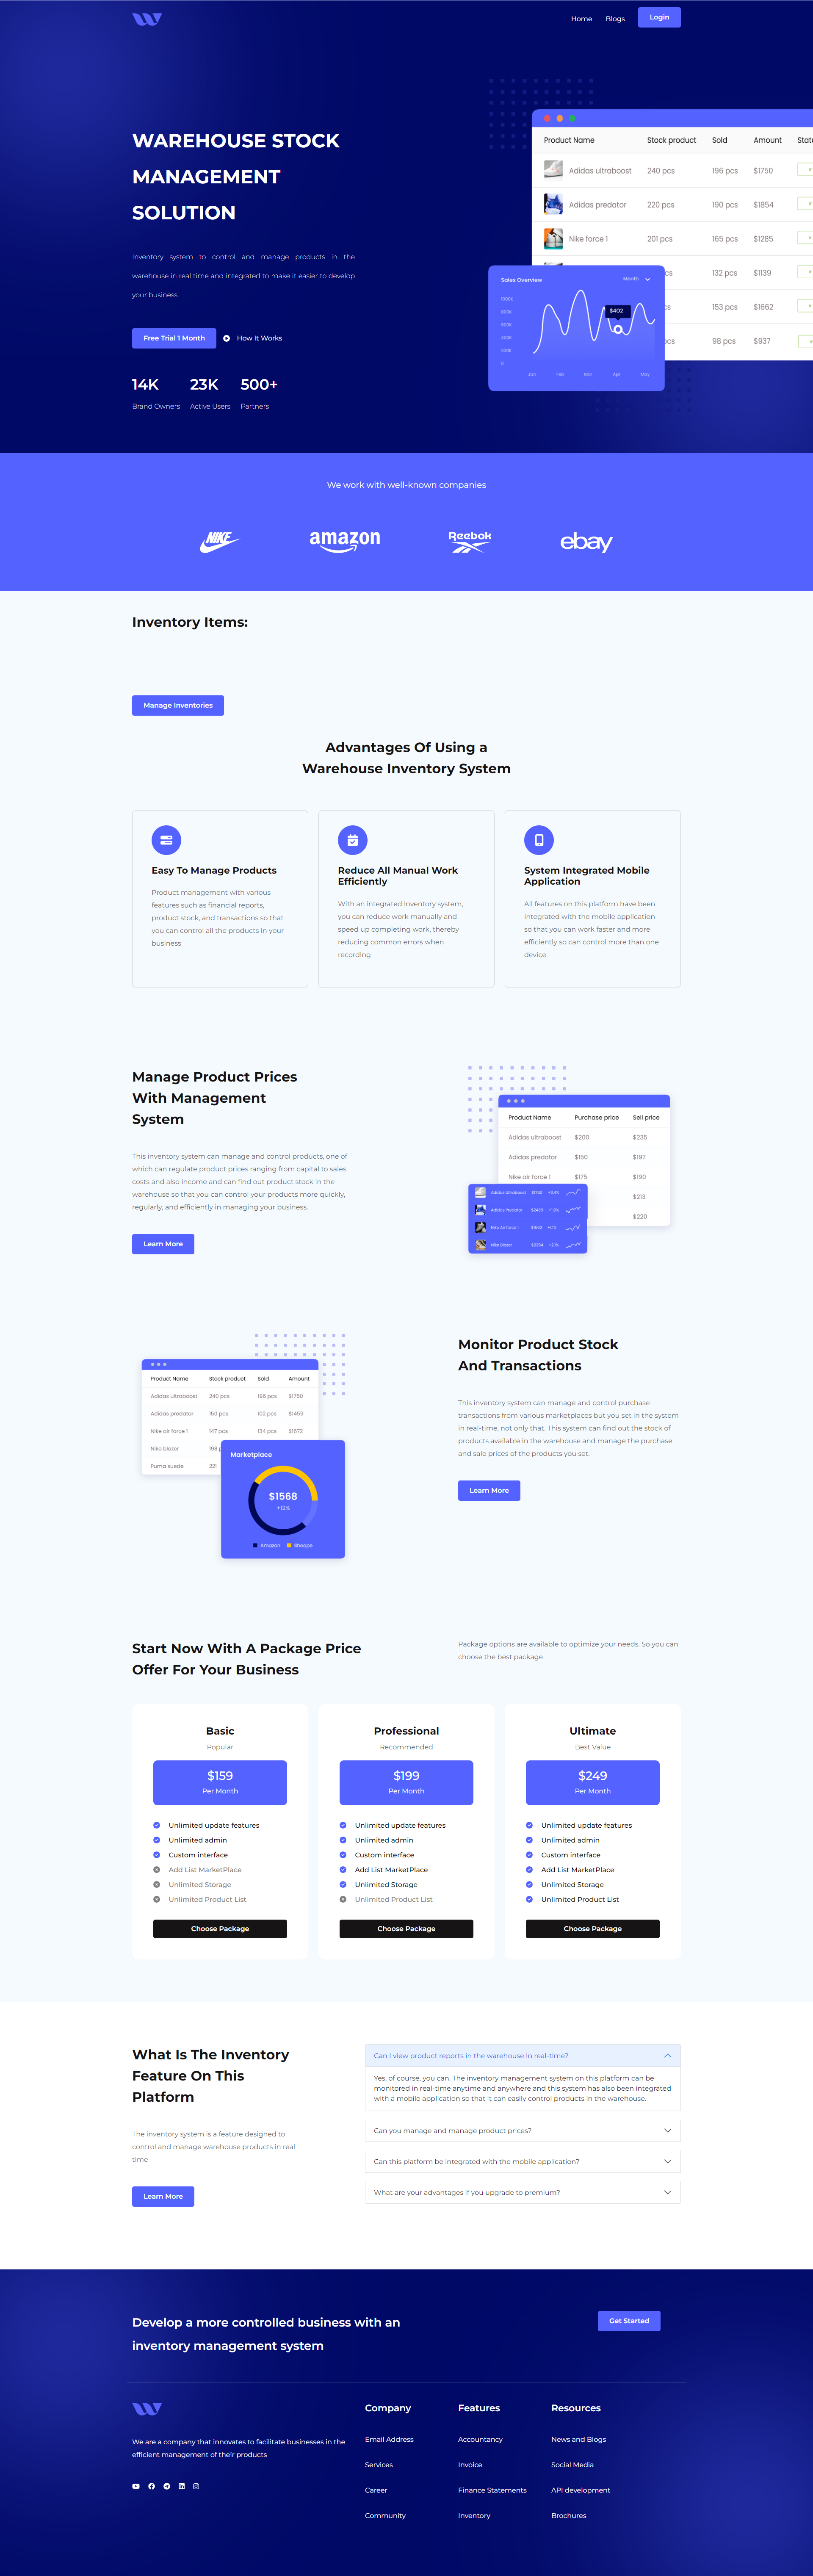 Home Blogs Login
WAREHOUSE STOCK
MANAGEMENT
SOLUTION
Inventory system to control and manage products in the
warehouse in real time and integrated to make it easier to develop
your business
Free Trial 1 Month How It Works
14K 23K 500+
Brand Owners Active Users Partners
Product Name Stock product Sold Amount
Adidas ultraboost 240 pcs 196 pcs $1750
Adidas predator 220 pcs 190 pcs $1854
Nike force 1 201 pcs 165 pcs $1285
132 pcs $1139
153 pcs $1662
98 pcs $937
Sales Overview Month
$402
Jan Feb Mar Apr May
We work with well-known companies
NIKE amazon Reebok ebay
Inventory Items:
Manage Inventories
Advantages Of Using a
Warehouse Inventory System
Easy To Manage Products
Product management with various
features such as financial reports,
product stock, and transactions so that
you can control all the products in your
business
Reduce All Manual Work
Efficiently
With an integrated inventory system,
you can reduce work manually and
speed up completing work, thereby
reducing common errors when
recording
System Integrated Mobile
Application
All features on this platform have been
integrated with the mobile application
so that you can work faster and more
efficiently so can control more than one
device
Manage Product Prices
With Management
System
This inventory system can manage and control products, one of
which can regulate product prices ranging from capital to sales
costs and also income and can find out product stock in the
warehouse so that you can control your products more quickly,
regularly, and efficiently in managing your business.
Learn More
Product Name Purchase price Sell price
Adidas ultraboost $200 $235
Adidas predator $150 $197
Nike air force 1 $175 $190
$213
$220
Adidas Ultraboost $1750
Adidas Predator
Nike Air force 1
Nike Blazer
Product Name Stock product Sold Amount
Adidas ultraboost 240 pcs 196 pcs $1750
Adidas predator 150 pcs 102 pcs $1459
Nike air force 1 147 pcs 134 pcs $1672
Nike blazer
Puma suede 221
Marketplace
$1568
+12%
Amazon Shoope
Monitor Product Stock
And Transactions
This inventory system can manage and control purchase
transactions from various marketplaces but you set in the system
in real-time, not only that. This system can find out the stock of
products available in the warehouse and manage the purchase
and sale prices of the products you set.
Learn More
Start Now With A Package Price
Offer For Your Business
Package options are available to optimize your needs. So you can
choose the best package
Basic
Popular
$159
Per Month
Unlimited update features
Unlimited admin
Custom interface
Add List MarketPlace
Unlimited Storage
Unlimited Product List
Choose Package
Professional
Recommended
$199
Per Month
Unlimited update features
Unlimited admin
Custom interface
Add List MarketPlace
Unlimited Storage
Unlimited Product List
Choose Package
Ultimate
Best Value
$249
Per Month
Unlimited update features
Unlimited admin
Custom interface
Add List MarketPlace
Unlimited Storage
Unlimited Product List
Choose Package
What Is The Inventory
Feature On This
Platform
The inventory system is a feature designed to
control and manage warehouse products in real
time
Learn More
Can I view product reports in the warehouse in real-time?
Yes, of course, you can. The inventory management system on this platform can be
monitored in real-time anytime and anywhere and this system has also been integrated
with a mobile application so that it can easily control products in the warehouse.
Can you manage and manage product prices?
Can this platform be integrated with the mobile application?
What are your advantages if you upgrade to premium?
Develop a more controlled business with an
inventory management system
Get Started
We are a company that innovates to facilitate businesses in the
efficient management of their products
Company
Email Address
Services
Career
Community
Features
Accountancy
Invoice
Finance Statements
Inventory
Resources
News and Blogs
Social Media
API development
Brochures